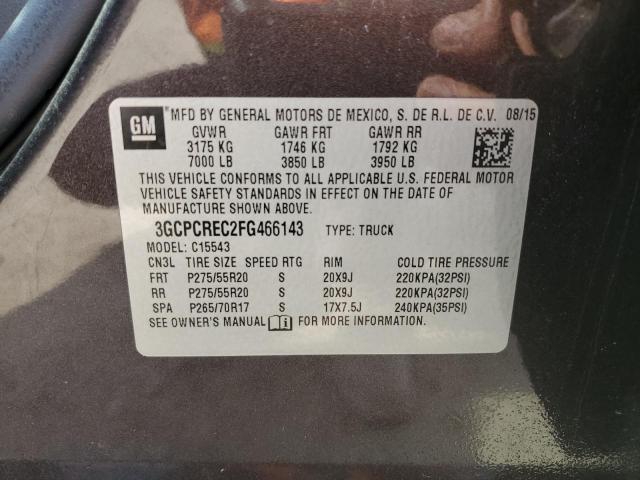 GM
MFD BY GENERAL MOTORS DE MEXICO, S. DE R.L. DE C.V. 08/15
GVWR GAWR FRT GAWR RR
3175 KG 1746 KG 1792 KG
7000 LB 3850 LB 3950 LB
THIS VEHICLE CONFORMS TO ALL APPLICABLE U.S. FEDERAL MOTOR
VEHICLE SAFETY STANDARDS IN EFFECT ON THE DATE OF
MANUFACTURE SHOWN ABOVE.
3GCPCREC2FG466143 TYPE: TRUCK
MODEL: C15543
CN3L TIRE SIZE SPEED RTG RIM COLD TIRE PRESSURE
FRT P275/55R20 S 20X9J 220KPA(32PSI)
RR P275/55R20 S 20X9J 220KPA(32PSI)
SPA P265/70R17 S 17X7.5J 240KPA(35PSI)
SEE OWNER'S MANUAL FOR MORE INFORMATION.